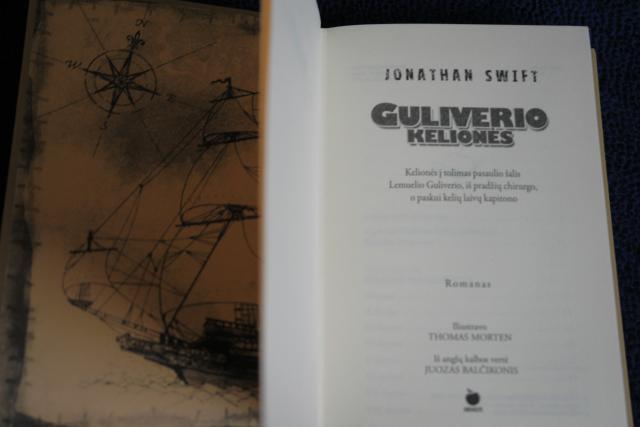 N
W
E
S
JONATHAN SWIFT
GULIVERIO
KELIONĖS
Kelionės į tolimas pasaulio šalis
Lemuelio Guliverio, iš pradžių chirurgo,
o paskui kelių laivų kapitono
Romanas
Iliustravo
THOMAS MORTEN
Iš anglų kalbos vertė
JUOZAS BALČIKONIS